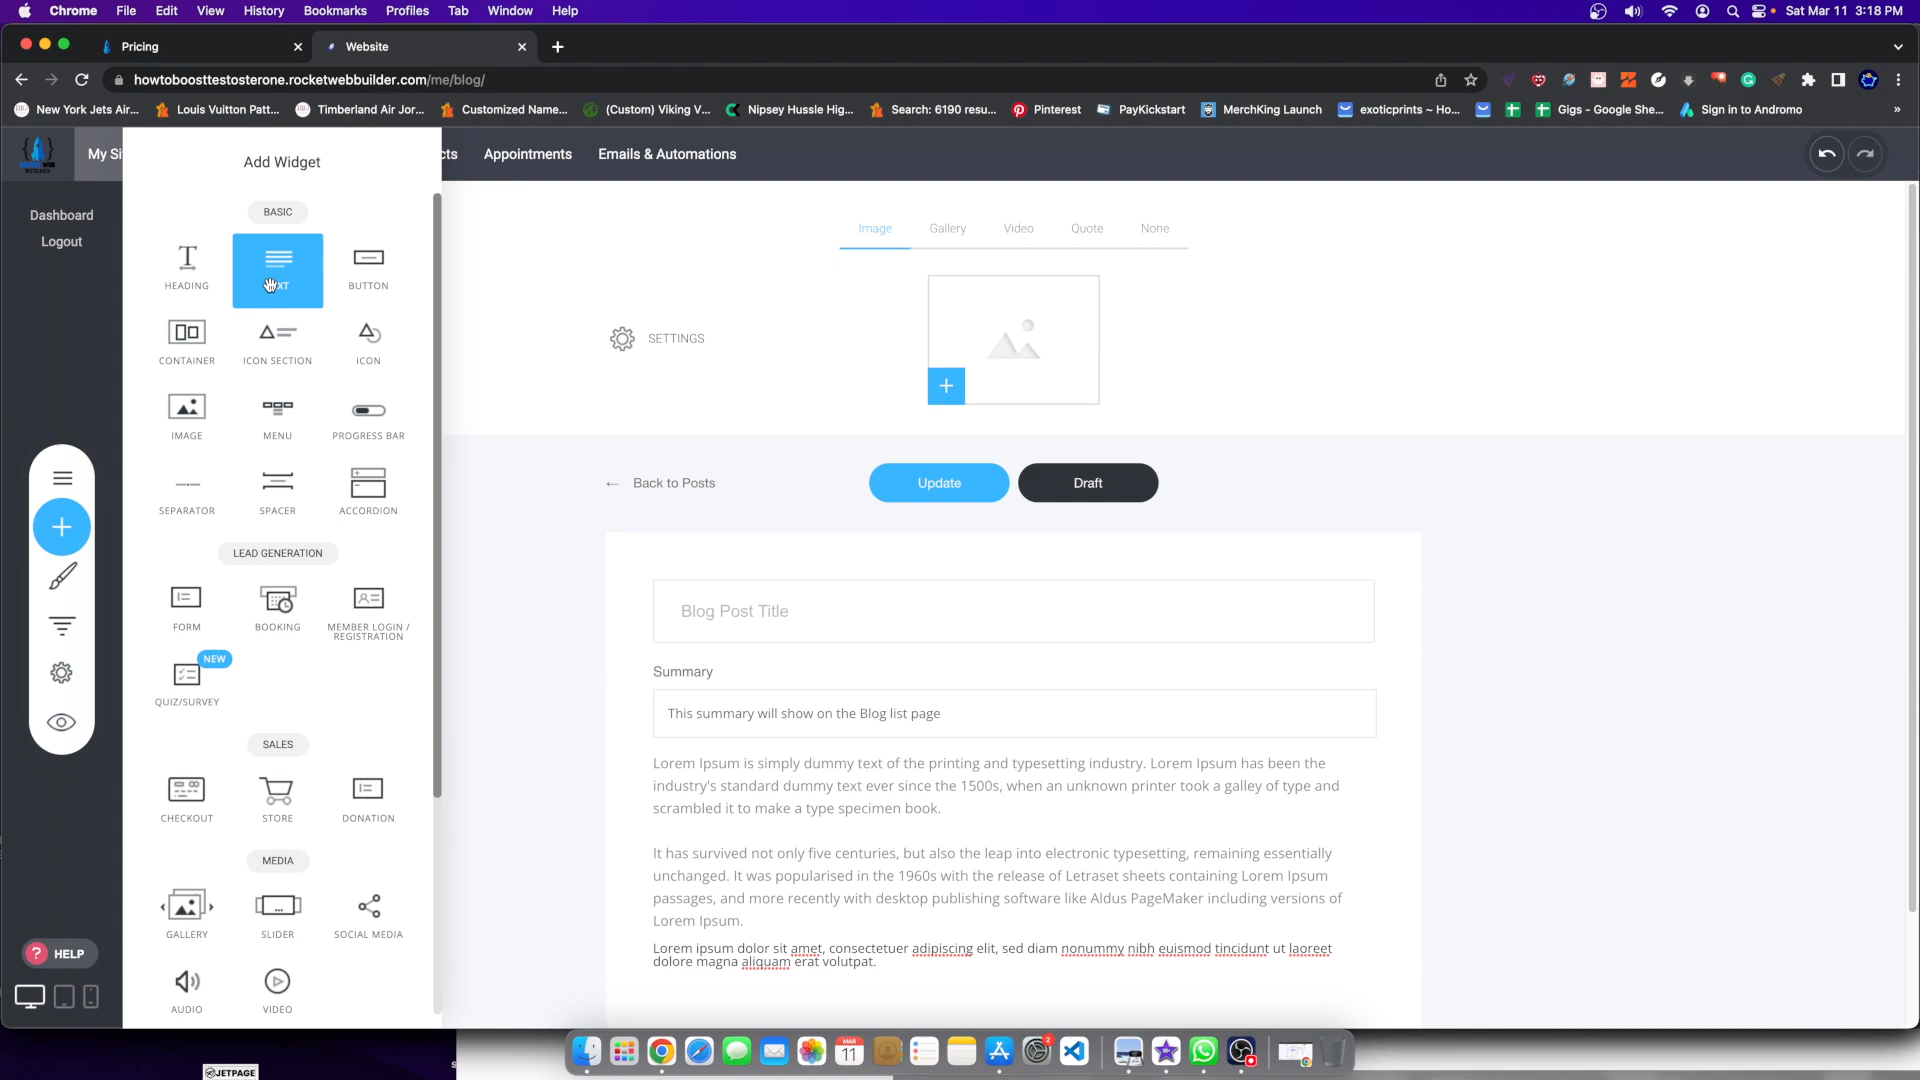 Chrome File Edit View History Bookmarks Profiles Tab Window Help
Sat Mar 11 3:18 PM
Pricing
Website
howtoboosttestosterone.rocketwebbuilder.com/me/blog/
New York Jets Air...
Louis Vuitton Patt...
Timberland Air Jor...
Customized Name...
(Custom) Viking V...
Nipsey Hussle Hig...
Search: 6190 resu...
Pinterest
PayKickstart
MerchKing Launch
exoticprints ~ Ho...
Gigs - Google She...
Sign in to Andromo
»
My Si
cts
Appointments
Emails & Automations
Dashboard
Logout
Add Widget
BASIC
HEADING
BUTTON
CONTAINER
ICON SECTION
ICON
IMAGE
MENU
PROGRESS BAR
SEPARATOR
SPACER
ACCORDION
LEAD GENERATION
FORM
BOOKING
MEMBER LOGIN /
REGISTRATION
NEW
QUIZ/SURVEY
SALES
CHECKOUT
STORE
DONATION
MEDIA
GALLERY
SLIDER
SOCIAL MEDIA
AUDIO
VIDEO
? HELP
Image
Gallery
Video
Quote
None
SETTINGS
← Back to Posts
Update
Draft
Blog Post Title
Summary
This summary will show on the Blog list page
Lorem Ipsum is simply dummy text of the printing and typesetting industry. Lorem Ipsum has been the
industry's standard dummy text ever since the 1500s, when an unknown printer took a galley of type and
scrambled it to make a type specimen book.
It has survived not only five centuries, but also the leap into electronic typesetting, remaining essentially
unchanged. It was popularised in the 1960s with the release of Letraset sheets containing Lorem Ipsum
passages, and more recently with desktop publishing software like Aldus PageMaker including versions of
Lorem Ipsum.
Lorem ipsum dolor sit amet, consectetuer adipiscing elit, sed diam nonummy nibh euismod tincidunt ut laoreet
dolore magna aliquam erat volutpat.
MAR
11
2
JETPAGE